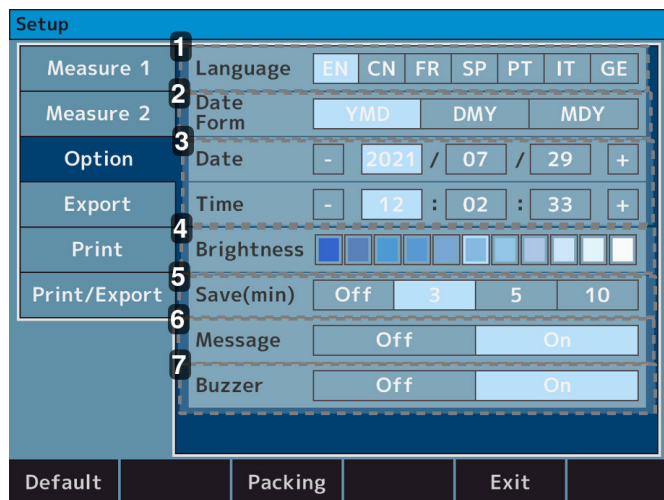 Setup
Measure 1
Measure 2
Option
Export
Print
Print/Export
1
Language EN CN FR SP PT IT GE
2
Date Form YMD DMY MDY
3
Date - 2021 / 07 / 29 +
Time - 12 : 02 : 33 +
4
Brightness
5
Save(min) Off 3 5 10
6
Message Off On
7
Buzzer Off On
Default Packing Exit